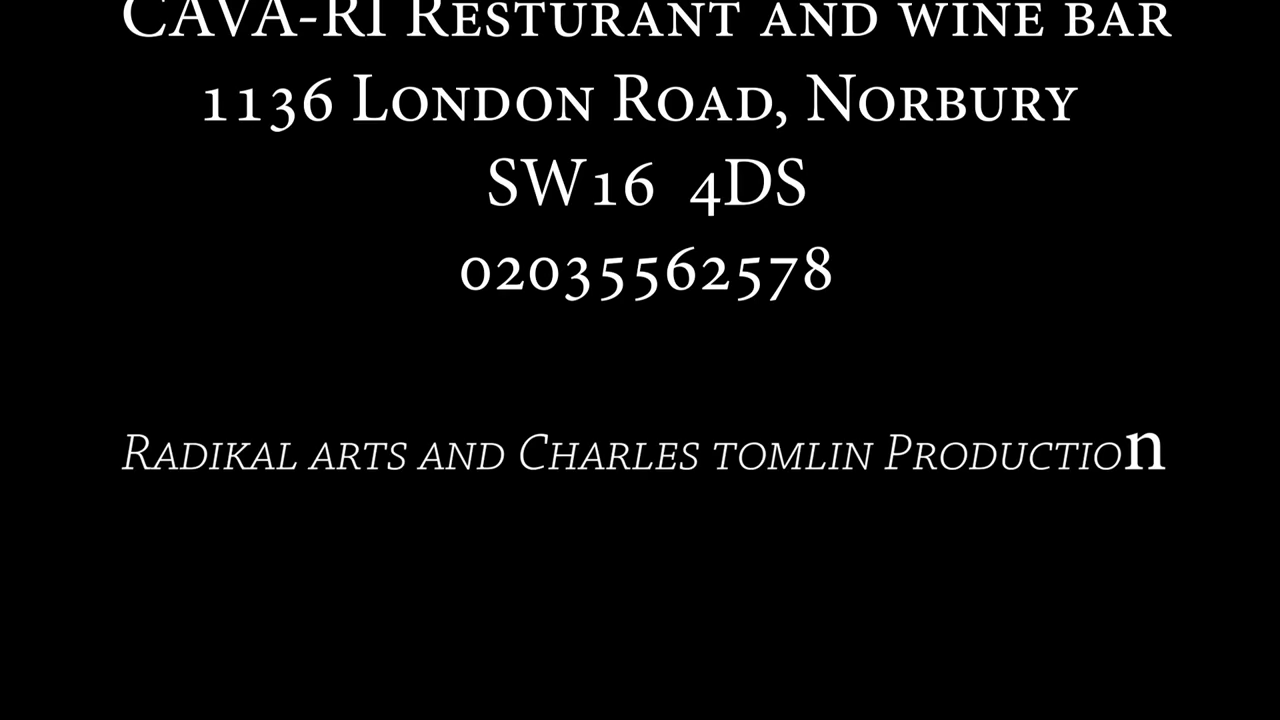 CAVA-RI Resturant and wine bar
1136 London Road, Norbury
SW16 4DS
02035562578
Radikal arts and Charles tomlin Production